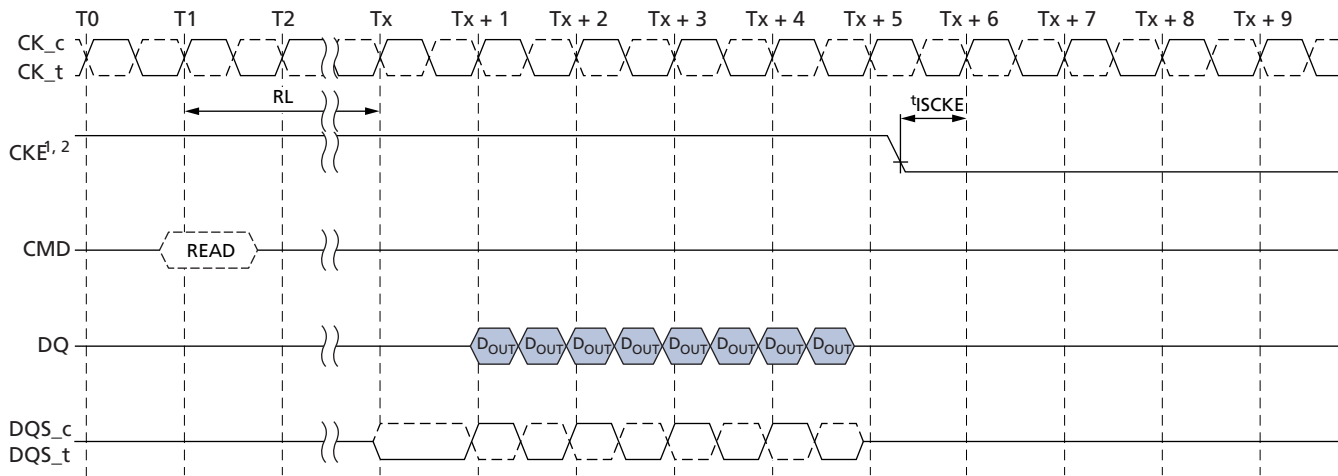 T0 T1 T2 Tx Tx + 1 Tx + 2 Tx + 3 Tx + 4 Tx + 5 Tx + 6 Tx + 7 Tx + 8 Tx + 9
CK_c
CK_t
RL
tISCKE
CKE1, 2
CMD
READ
DQ
DOUT DOUT DOUT DOUT DOUT DOUT DOUT DOUT
DQS_c
DQS_t